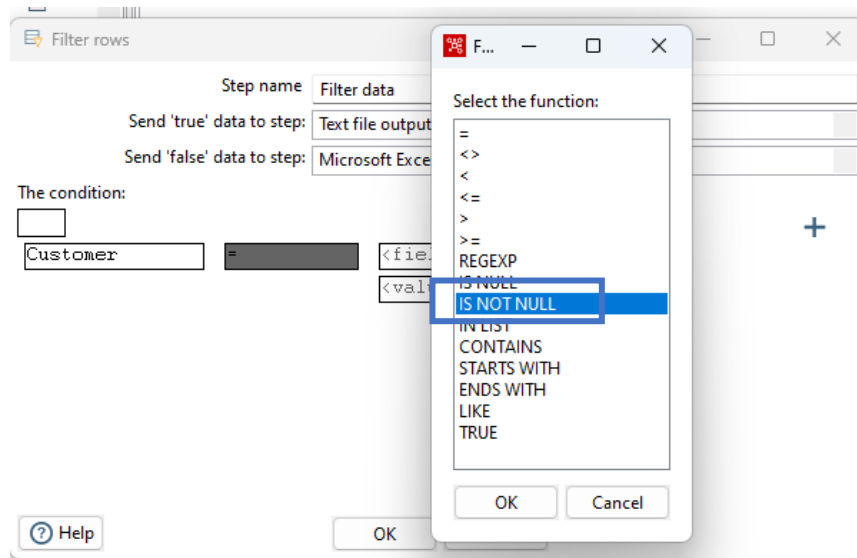 Filter rows
Step name
Filter data
Send 'true' data to step:
Text file output
Send 'false' data to step:
Microsoft Exce
The condition:
Customer
=
<fie
<val
Help
OK
F...
Select the function:
=
<>
<
<=
>
>=
REGEXP
IS NULL
IS NOT NULL
IN LIST
CONTAINS
STARTS WITH
ENDS WITH
LIKE
TRUE
OK
Cancel